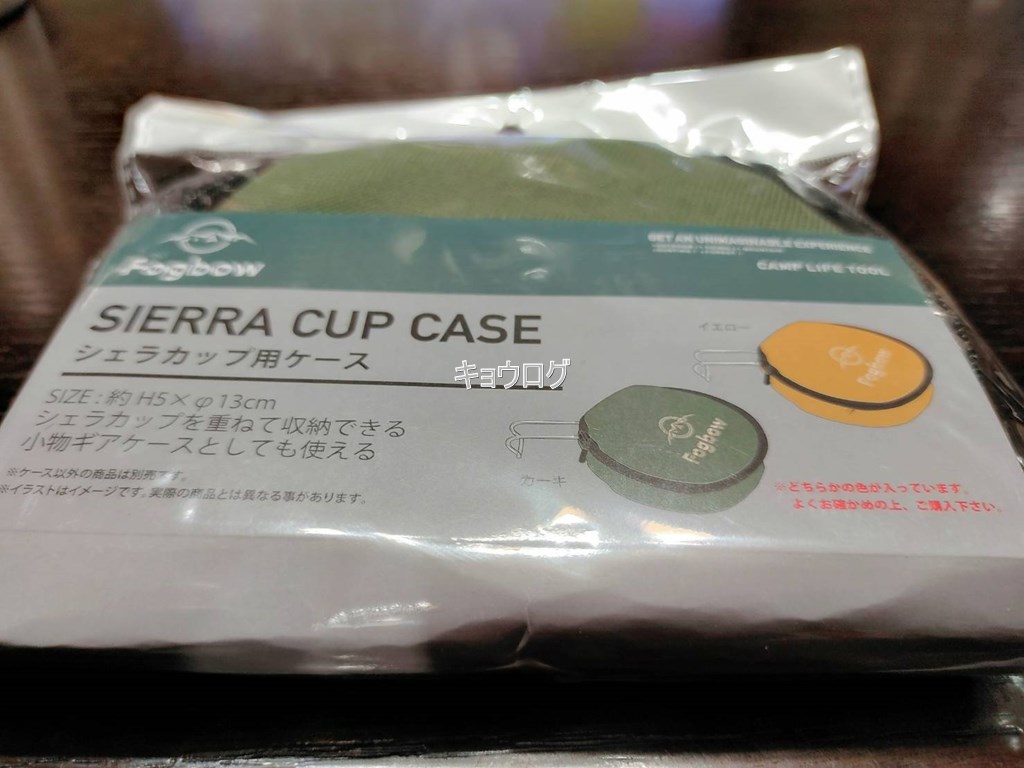 Fogbow
GET AN UNIMAGINABLE EXPERIENCE
CAMP LIFE TOOL
SIERRA CUP CASE
シェラカップ用ケース
キョウログ
SIZE : 約 H5×φ13cm
シェラカップを重ねて収納できる
小物ギアケースとしても使える
※ケース以外の商品は別売です。
※イラストはイメージです。実際の商品とは異なる事があります。
イエロー
Fogbow
カーキ
Fogbow
※どちらかの色が入っています。
よくお確かめの上、ご購入下さい。